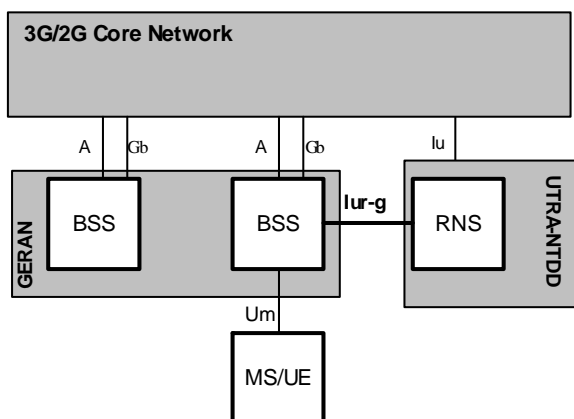 3G/2G Core Network
A
Gb
A
Gb
Iu
BSS
BSS
Iur-g
RNS
GERAN
UTRA-NTDD
Um
MS/UE